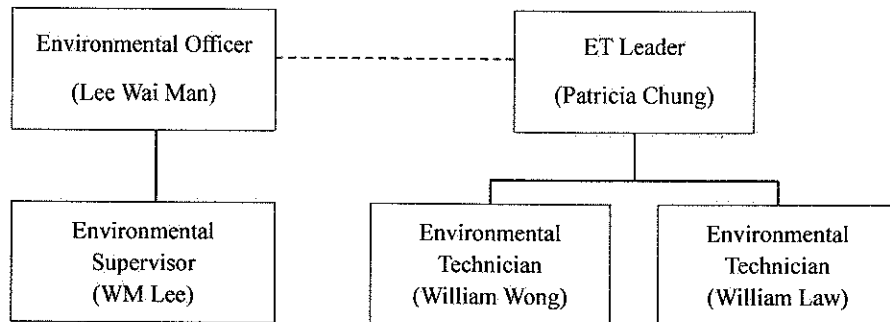 Environmental Officer
(Lee Wai Man)
ET Leader
(Patricia Chung)
Environmental
Supervisor
(WM Lee)
Environmental
Technician
(William Wong)
Environmental
Technician
(William Law)